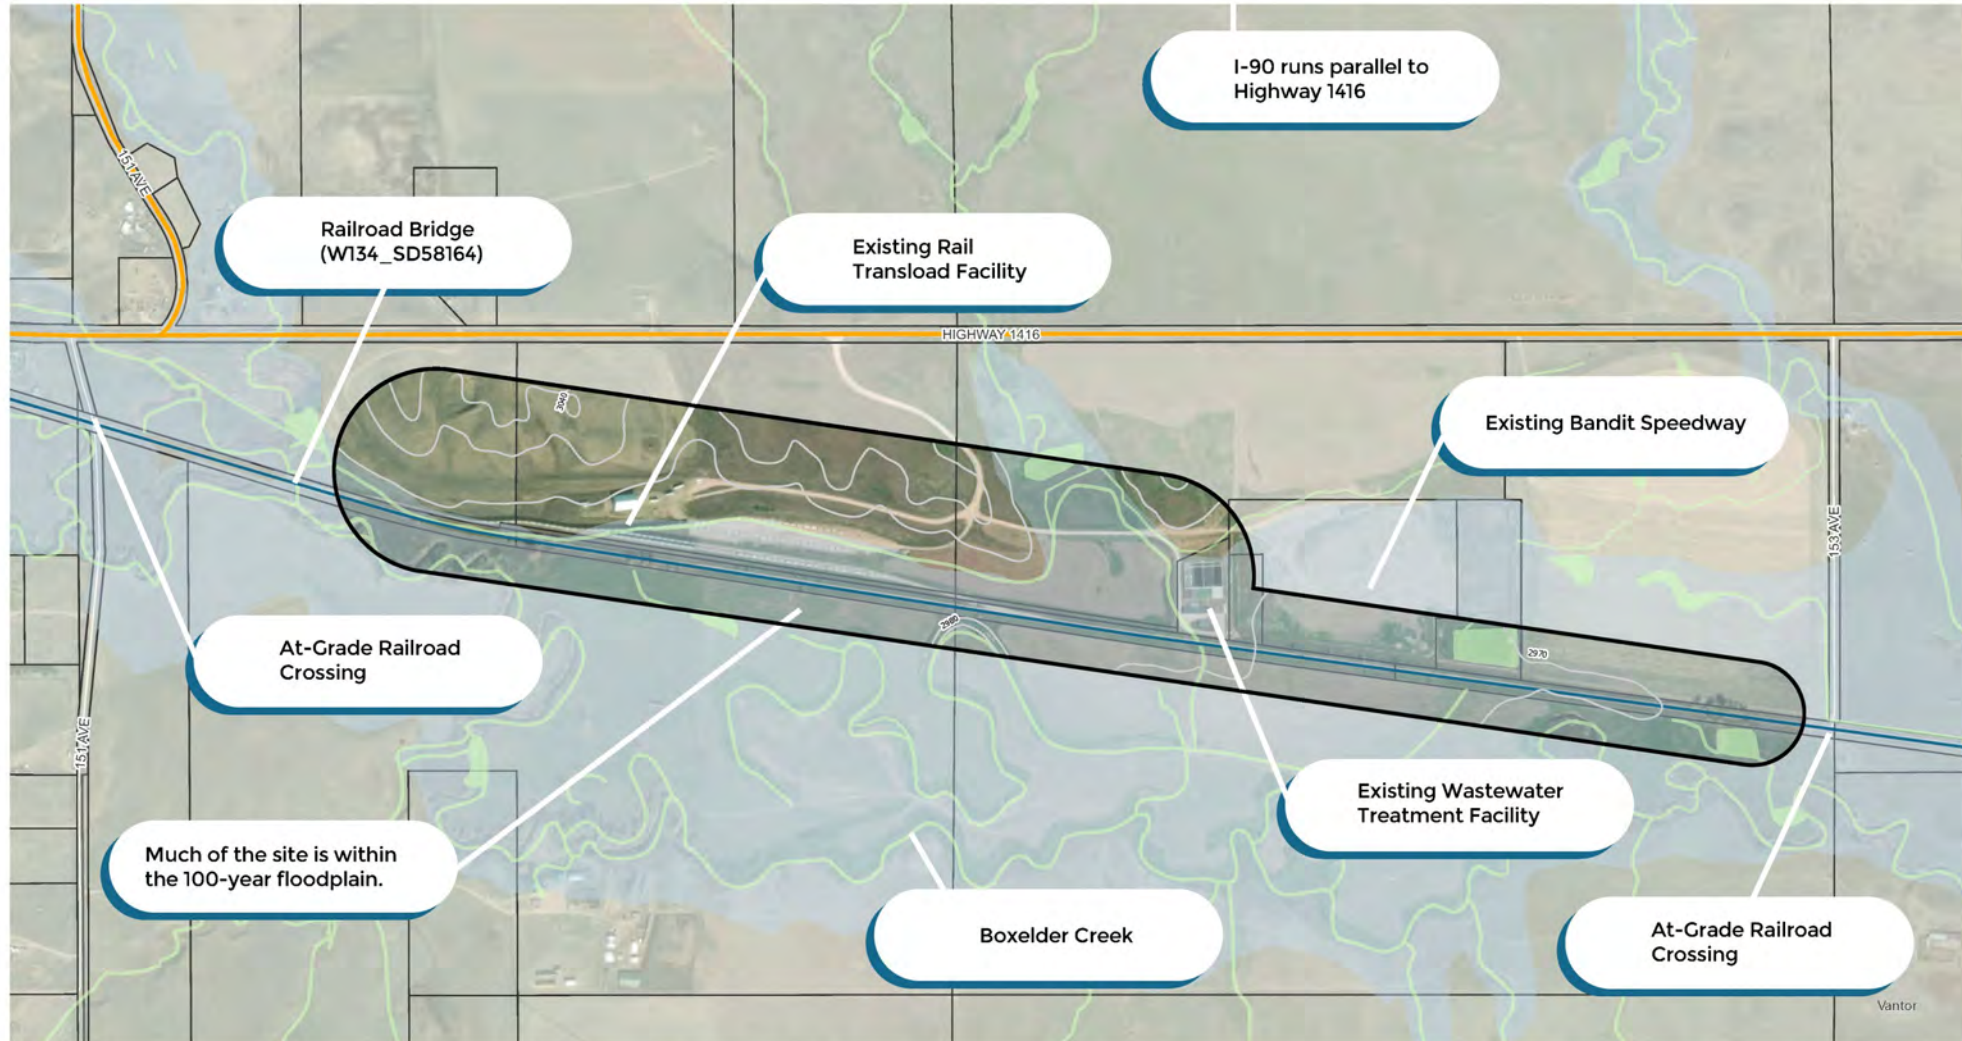 I-90 runs parallel to
Highway 1416
151 AVE
Railroad Bridge
(W134_SD58164)
Existing Rail
Transload Facility
HIGHWAY 1416
3040
Existing Bandit Speedway
153 AVE
At-Grade Railroad
Crossing
2980
2970
151 AVE
Existing Wastewater
Treatment Facility
Much of the site is within
the 100-year floodplain.
Boxelder Creek
At-Grade Railroad
Crossing
Vantor